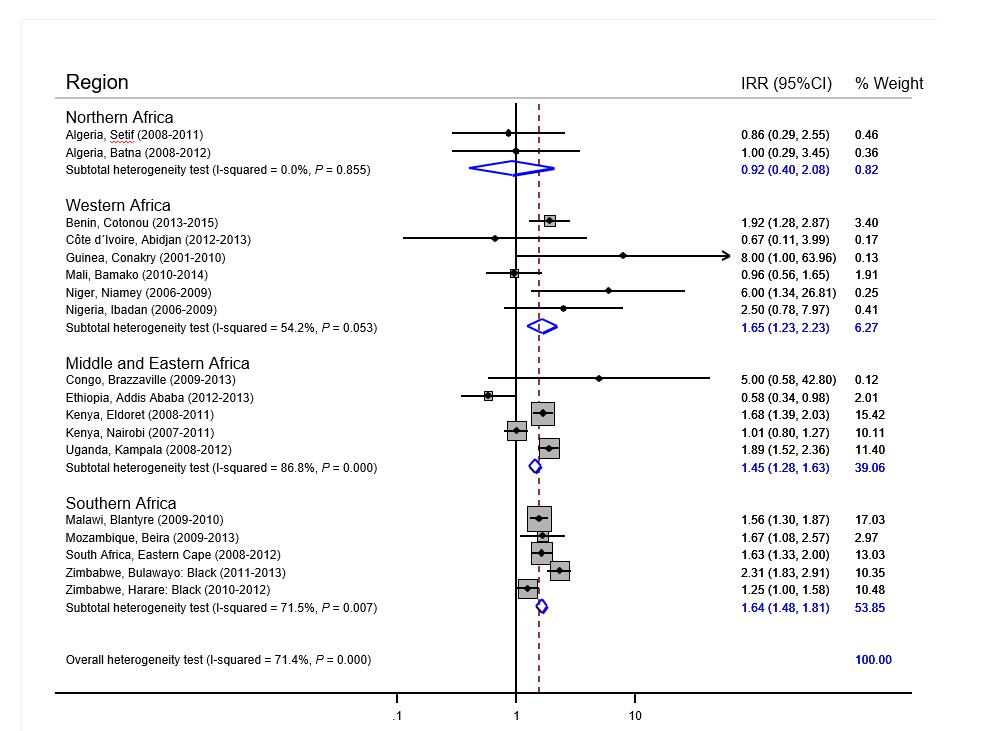 Region IRR (95%CI) % Weight
Northern Africa
Algeria, Setif (2008-2011) 0.86 (0.29, 2.55) 0.46
Algeria, Batna (2008-2012) 1.00 (0.29, 3.45) 0.36
Subtotal heterogeneity test (I-squared = 0.0%, P = 0.855) 0.92 (0.40, 2.08) 0.82
Western Africa
Benin, Cotonou (2013-2015) 1.92 (1.28, 2.87) 3.40
Côte d´Ivoire, Abidjan (2012-2013) 0.67 (0.11, 3.99) 0.17
Guinea, Conakry (2001-2010) 8.00 (1.00, 63.96) 0.13
Mali, Bamako (2010-2014) 0.96 (0.56, 1.65) 1.91
Niger, Niamey (2006-2009) 6.00 (1.34, 26.81) 0.25
Nigeria, Ibadan (2006-2009) 2.50 (0.78, 7.97) 0.41
Subtotal heterogeneity test (I-squared = 54.2%, P = 0.053) 1.65 (1.23, 2.23) 6.27
Middle and Eastern Africa
Congo, Brazzaville (2009-2013) 5.00 (0.58, 42.80) 0.12
Ethiopia, Addis Ababa (2012-2013) 0.58 (0.34, 0.98) 2.01
Kenya, Eldoret (2008-2011) 1.68 (1.39, 2.03) 15.42
Kenya, Nairobi (2007-2011) 1.01 (0.80, 1.27) 10.11
Uganda, Kampala (2008-2012) 1.89 (1.52, 2.36) 11.40
Subtotal heterogeneity test (I-squared = 86.8%, P = 0.000) 1.45 (1.28, 1.63) 39.06
Southern Africa
Malawi, Blantyre (2009-2010) 1.56 (1.30, 1.87) 17.03
Mozambique, Beira (2009-2013) 1.67 (1.08, 2.57) 2.97
South Africa, Eastern Cape (2008-2012) 1.63 (1.33, 2.00) 13.03
Zimbabwe, Bulawayo: Black (2011-2013) 2.31 (1.83, 2.91) 10.35
Zimbabwe, Harare: Black (2010-2012) 1.25 (1.00, 1.58) 10.48
Subtotal heterogeneity test (I-squared = 71.5%, P = 0.007) 1.64 (1.48, 1.81) 53.85
Overall heterogeneity test (I-squared = 71.4%, P = 0.000) 100.00
.1 1 10